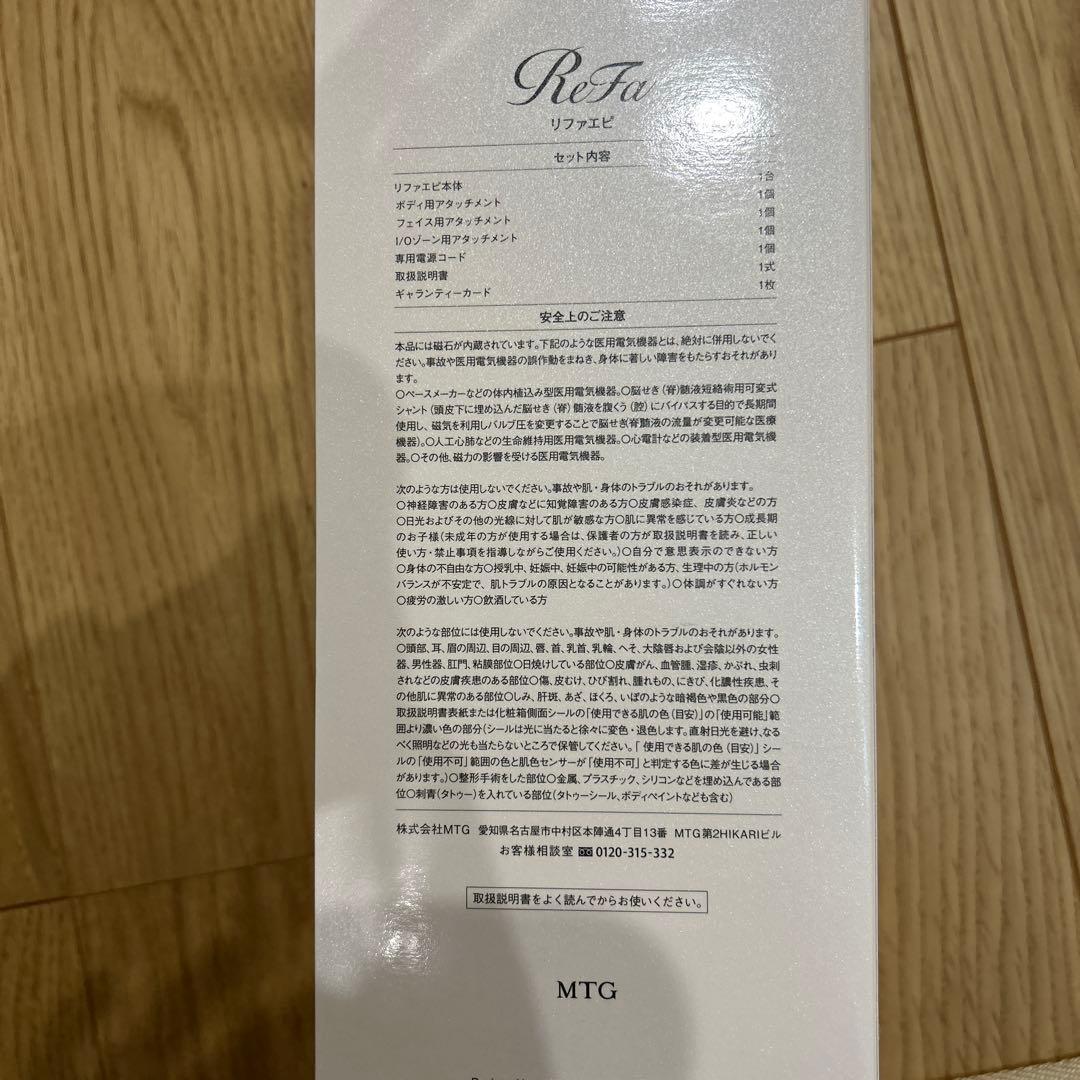 ReFa
リファエピ
セット内容
リファエピ本体 1台
ボディ用アタッチメント 1個
フェイス用アタッチメント 1個
I/Oゾーン用アタッチメント 1個
専用電源コード 1個
取扱説明書 1式
ギャランティーカード 1枚
安全上のご注意
本品には磁石が内蔵されています。下記のような医用電気機器とは、絶対に併用しないでく
ださい。事故や医用電気機器の誤作動をまねき、身体に著しい障害をもたらすおそれがあり
ます。
○ペースメーカーなどの体内植込み型医用電気機器。○脳せき(脊)髄液短絡術用可変式
シャント(頭皮下に埋め込んだ脳せき(脊)髄液を腹くう(腔)にバイパスする目的で長期間
使用し、磁気を利用しバルブ圧を変更することで脳せき(脊)髄液の流量が変更可能な医療
機器)。○人工心肺などの生命維持用医用電気機器。○心電計などの装着型医用電気機
器。○その他、磁力の影響を受ける医用電気機器。
次のような方は使用しないでください。事故や肌・身体のトラブルのおそれがあります。
○神経障害のある方○皮膚などに知覚障害のある方○皮膚感染症、皮膚炎などの方
○日光およびその他の光線に対して肌が敏感な方○肌に異常を感じている方○成長期
のお子様(未成年の方が使用する場合は、保護者の方が取扱説明書を読み、正しい
使い方・禁止事項を指導しながらご使用ください。)○自分で意思表示のできない方
○身体の不自由な方○授乳中、妊娠中、妊娠中の可能性がある方、生理中の方(ホルモン
バランスが不安定で、肌トラブルの原因となることがあります。)○体調がすぐれない方
○疲労の激しい方○飲酒している方
次のような部位には使用しないでください。事故や肌・身体のトラブルのおそれがあります。
○頭部、耳、眉の周辺、目の周辺、唇、首、乳首、乳輪、へそ、大陰唇および会陰以外の女性
器、男性器、肛門、粘膜部位○日焼けしている部位○皮膚がん、血管腫、湿疹、かぶれ、虫刺
されなどの皮膚疾患のある部位○傷、皮むけ、ひび割れ、腫れもの、にきび、化膿性疾患、そ
の他肌に異常のある部位○しみ、肝斑、あざ、ほくろ、いぼのような暗褐色や黒色の部分○
取扱説明書表紙または化粧箱側面シールの「使用できる肌の色(目安)」の「使用可能」範
囲より濃い色の部分(シールは光に当たると徐々に変色・退色します。直射日光を避け、なる
べく照明などの光も当たらないところで保管してください。「使用できる肌の色(目安)」シー
ルの「使用不可」範囲の色と肌色センサーが「使用不可」と判定する色に差が生じる場合
があります。)○整形手術をした部位○金属、プラスチック、シリコンなどを埋め込んである部
位○刺青(タトゥー)を入れている部位(タトゥーシール、ボディペイントなども含む)
株式会社MTG 愛知県名古屋市中村区本陣通4丁目13番 MTG第2HIKARIビル
お客様相談室 0120-315-332
取扱説明書をよく読んでからお使いください。
MTG